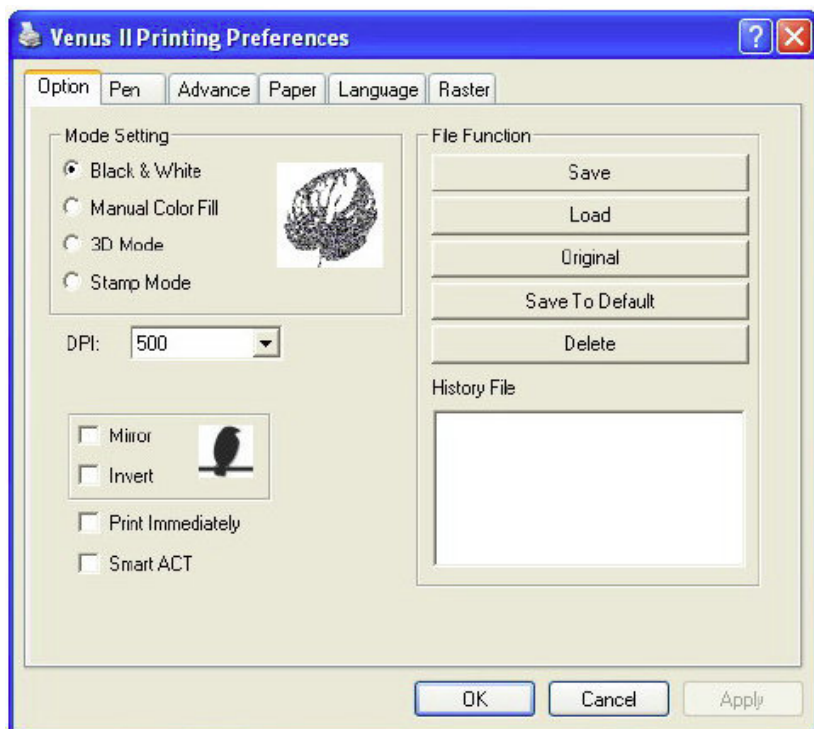 Venus II Printing Preferences
Option Pen Advance Paper Language Raster
Mode Setting
Black & White
Manual Color Fill
3D Mode
Stamp Mode
DPI: 500
Mirror
Invert
Print Immediately
Smart ACT
File Function
Save
Load
Original
Save To Default
Delete
History File
OK Cancel Apply